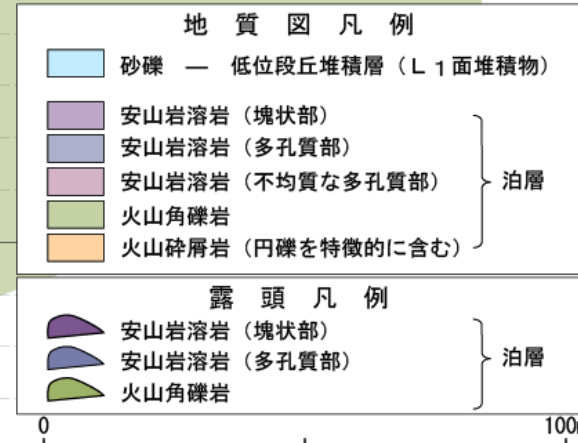 地質図凡例
砂礫 ― 低位段丘堆積層（Ｌ１面堆積物）
安山岩溶岩（塊状部）
安山岩溶岩（多孔質部）
安山岩溶岩（不均質な多孔質部）
泊層
火山角礫岩
火山砕屑岩（円礫を特徴的に含む）
露頭凡例
安山岩溶岩（塊状部）
安山岩溶岩（多孔質部）
泊層
火山角礫岩
0 100